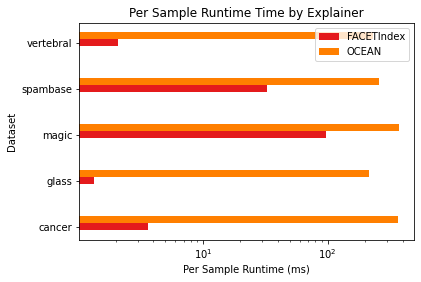 Per Sample Runtime Time by Explainer
FACETIndex
OCEAN
vertebral
spambase
magic
glass
cancer
Dataset
10¹
10²
Per Sample Runtime (ms)